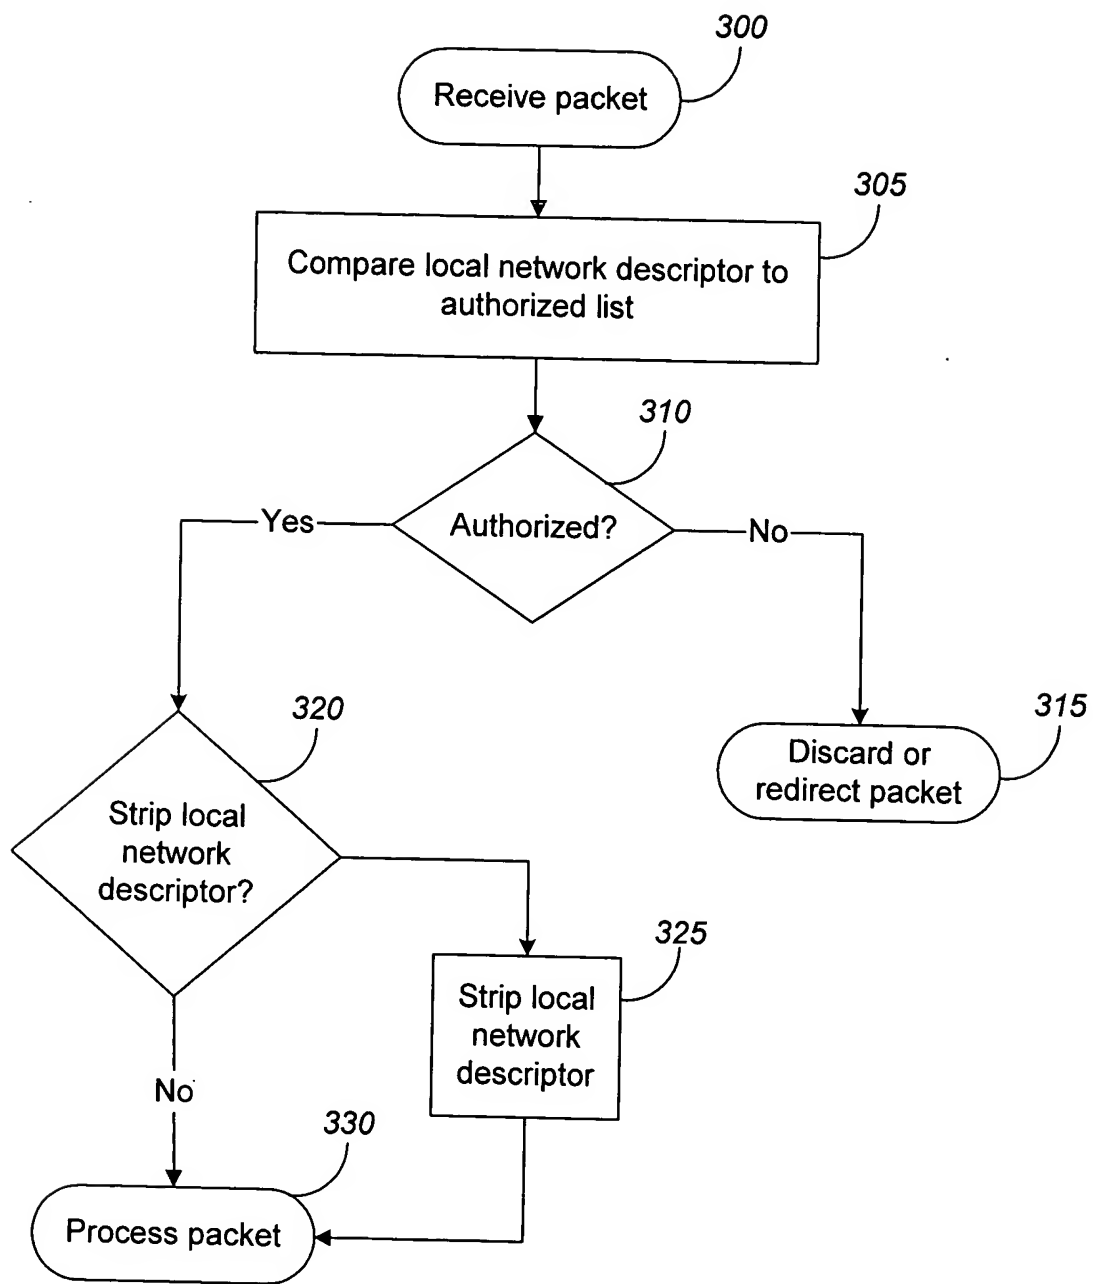 300
Receive packet
305
Compare local network descriptor to
authorized list
310
Authorized?
Yes
No
320
315
Discard or
redirect packet
Strip local
network
descriptor?
325
Strip local
network
descriptor
No
330
Process packet